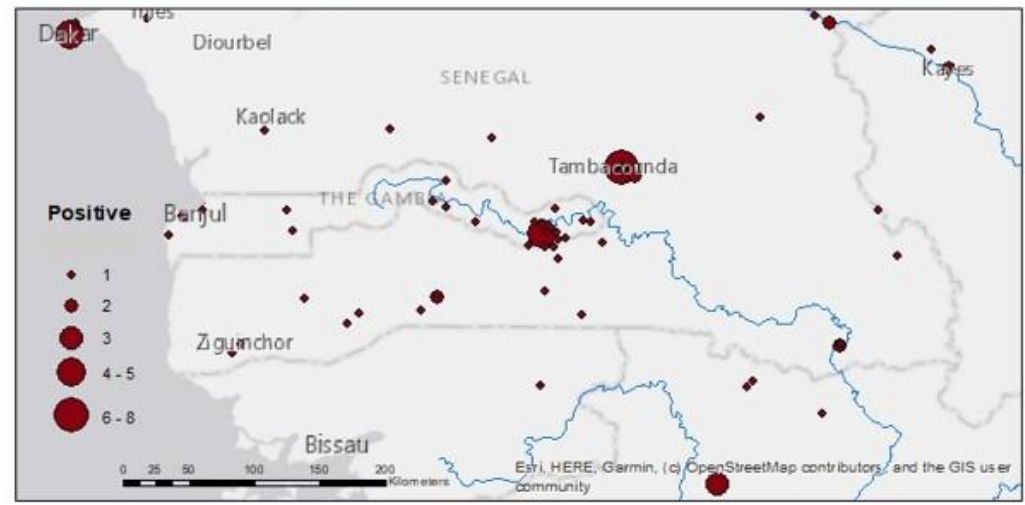 Thies
Dakar
Diourbel
SENEGAL
Kayes
Kaolack
Tambacounda
THE GAMBIA
Positive
Banjul
1
2
3
Ziguinchor
4 - 5
6 - 8
Bissau
0 25 50 100 150 200
Kilometers
Esri, HERE, Garmin, (c) OpenStreetMap contributors, and the GIS user
community